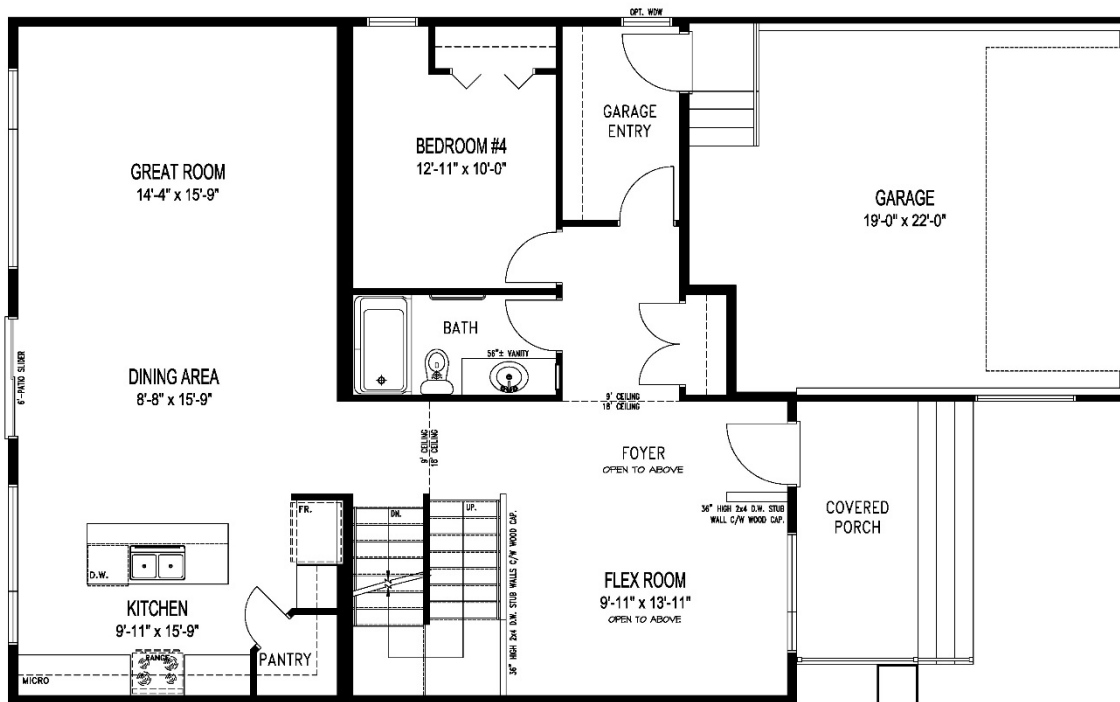 OPT. WDW
GARAGE
ENTRY
BEDROOM #4
12'-11" x 10'-0"
GREAT ROOM
14'-4" x 15'-9"
GARAGE
19'-0" x 22'-0"
BATH
56"± VANITY
6'-PATIO SLIDER
DINING AREA
8'-8" x 15'-9"
9' CEILING
18' CEILING
9' CEILING
18' CEILING
FOYER
OPEN TO ABOVE
FR.
DN.
UP.
36" HIGH 2x4 D.W. STUB
WALL C/W WOOD CAP.
COVERED
PORCH
36" HIGH 2x4 D.W. STUB WALLS C/W WOOD CAP.
D.W.
FLEX ROOM
9'-11" x 13'-11"
OPEN TO ABOVE
KITCHEN
9'-11" x 15'-9"
RANGE
PANTRY
MICRO